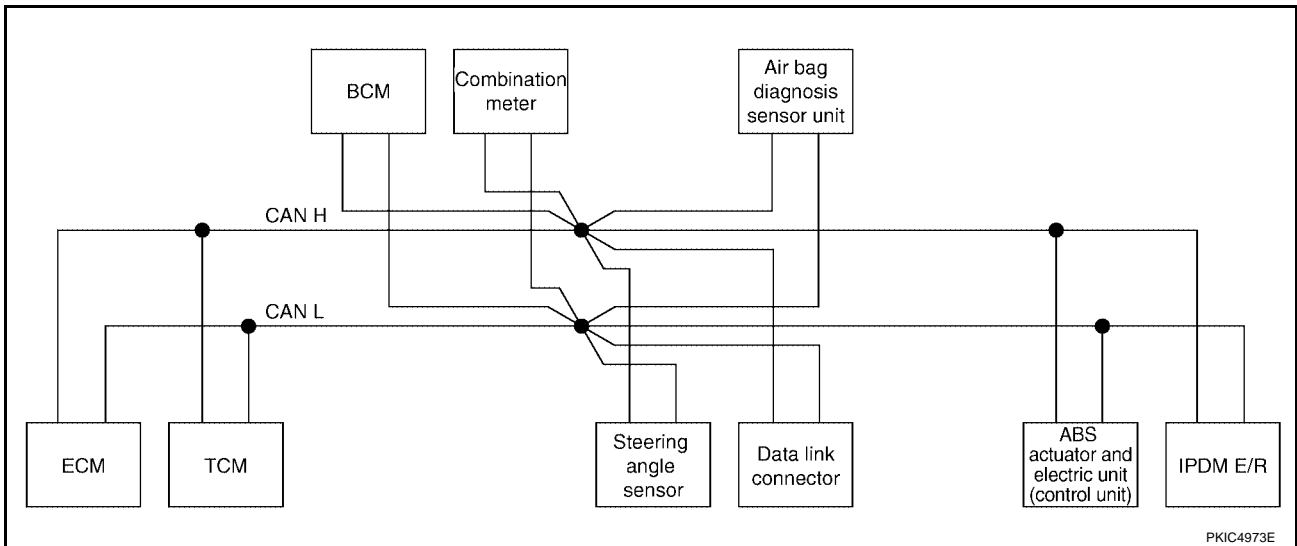 BCM
Combination
meter
Air bag
diagnosis
sensor unit
CAN H
CAN L
ECM
TCM
Steering
angle
sensor
Data link
connector
ABS
actuator and
electric unit
(control unit)
IPDM E/R
PKIC4973E